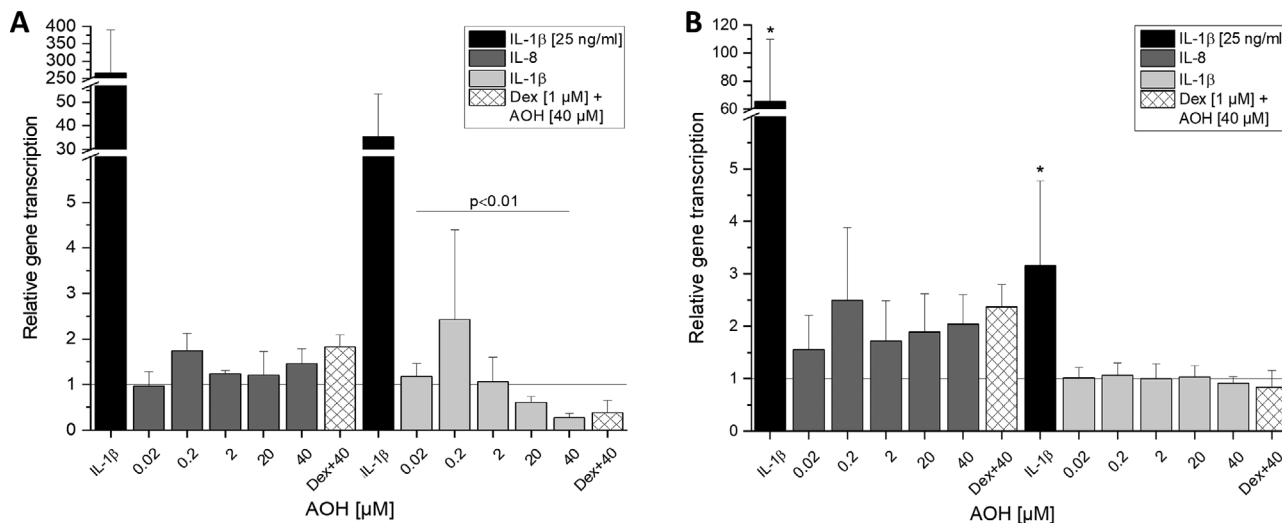 A
Relative gene transcription
400
350
300
250
50
40
30
5
4
3
2
1
0
IL-1β [25 ng/ml]
IL-8
IL-1β
Dex [1 µM] +
AOH [40 µM]
p<0.01
IL-1β
0.02
0.2
2
20
40
Dex+40
IL-1β
0.02
0.2
2
20
40
Dex+40
AOH [µM]
B
Relative gene transcription
120
100
80
60
5
4
3
2
1
0
*
*
IL-1β [25 ng/ml]
IL-8
IL-1β
Dex [1 µM] +
AOH [40 µM]
IL-1β
0.02
0.2
2
20
40
Dex+40
IL-1β
0.02
0.2
2
20
40
Dex+40
AOH [µM]